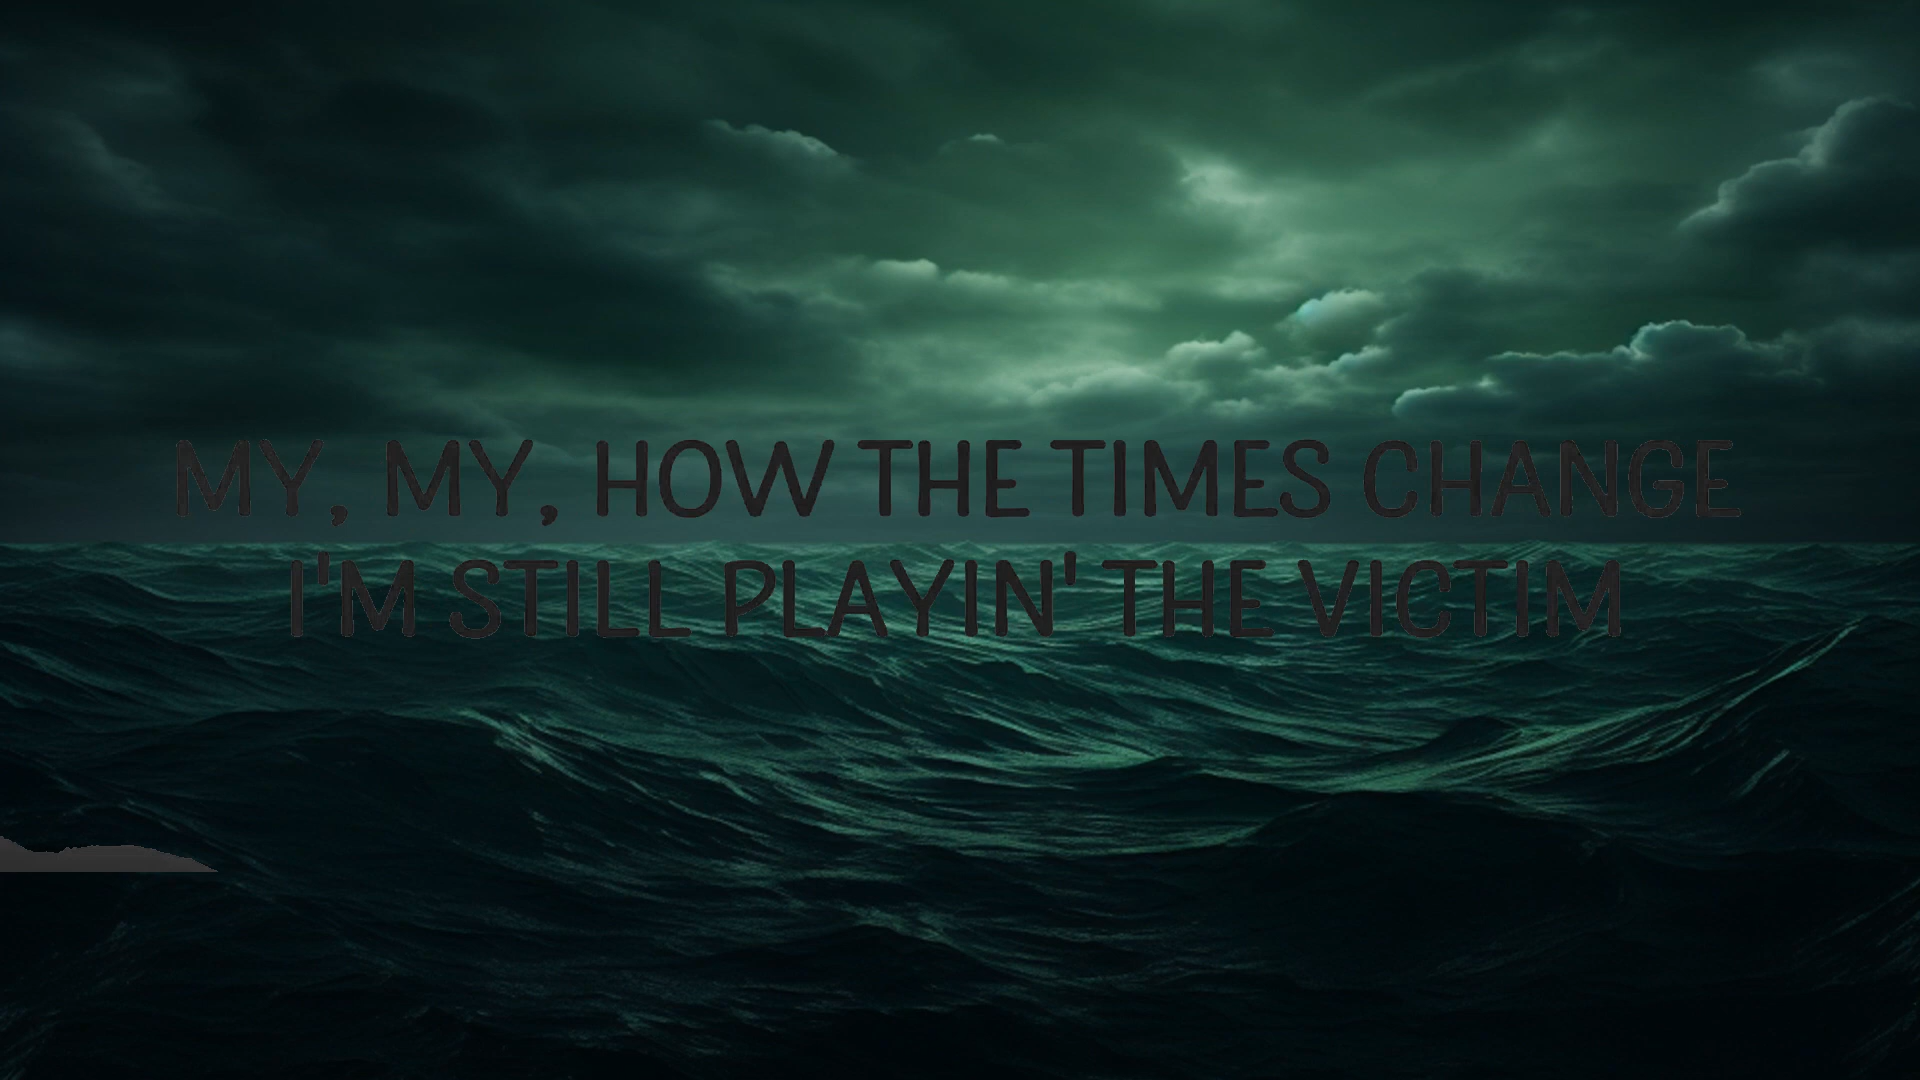 MY, MY, HOW THE TIMES CHANGE
I'M STILL PLAYIN' THE VICTIM